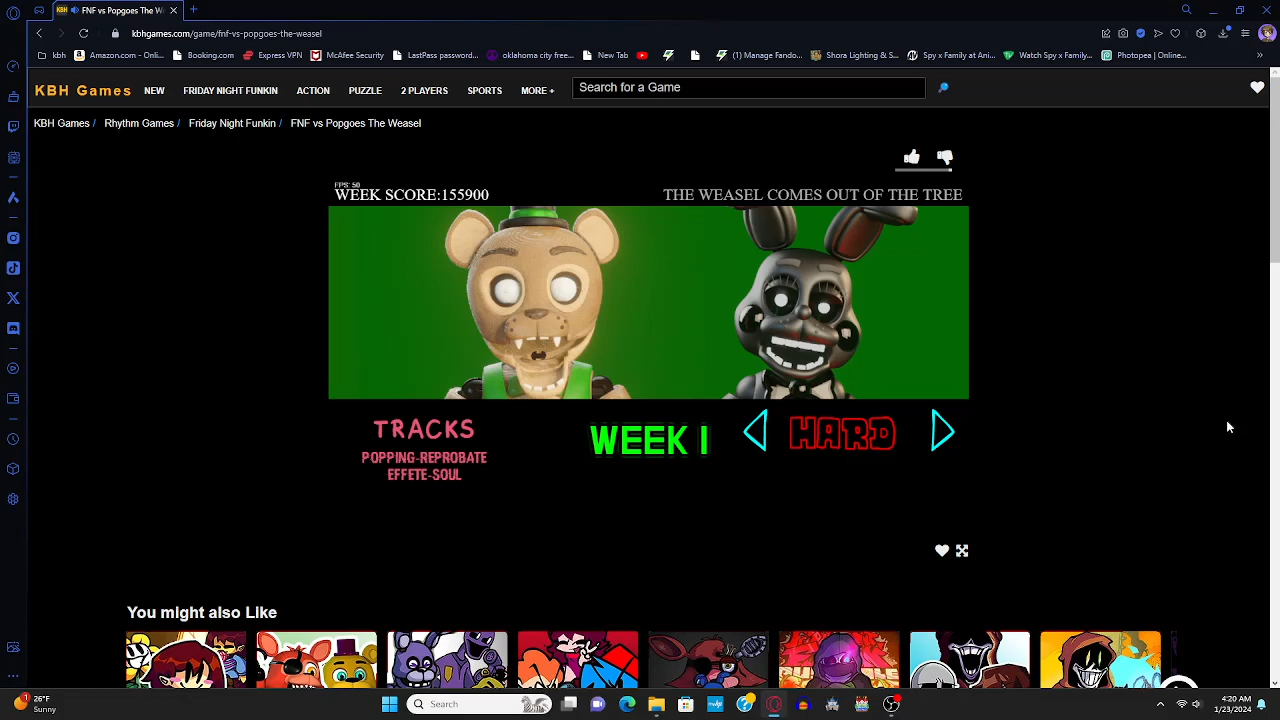 FNF vs Popgoes The We
kbhgames.com/game/fnf-vs-popgoes-the-weasel
kbh
Amazon.com - Onli...
Booking.com
Express VPN
McAfee Security
LastPass password...
oklahoma city free...
New Tab
(1) Manage Fando...
Shora Lighting & S...
Spy x Family at Ani...
Watch Spy x Family...
Photopea | Online...
KBH Games
NEW
FRIDAY NIGHT FUNKIN
ACTION
PUZZLE
2 PLAYERS
SPORTS
MORE +
Search for a Game
KBH Games / Rhythm Games / Friday Night Funkin / FNF vs Popgoes The Weasel
FPS: 50
WEEK SCORE:155900
THE WEASEL COMES OUT OF THE TREE
TRACKS
POPPING-REPROBATE
EFFETE-SOUL
WEEK 1
HARD
You might also Like
26°F
Sunny
Search
20 AM
1/23/2024